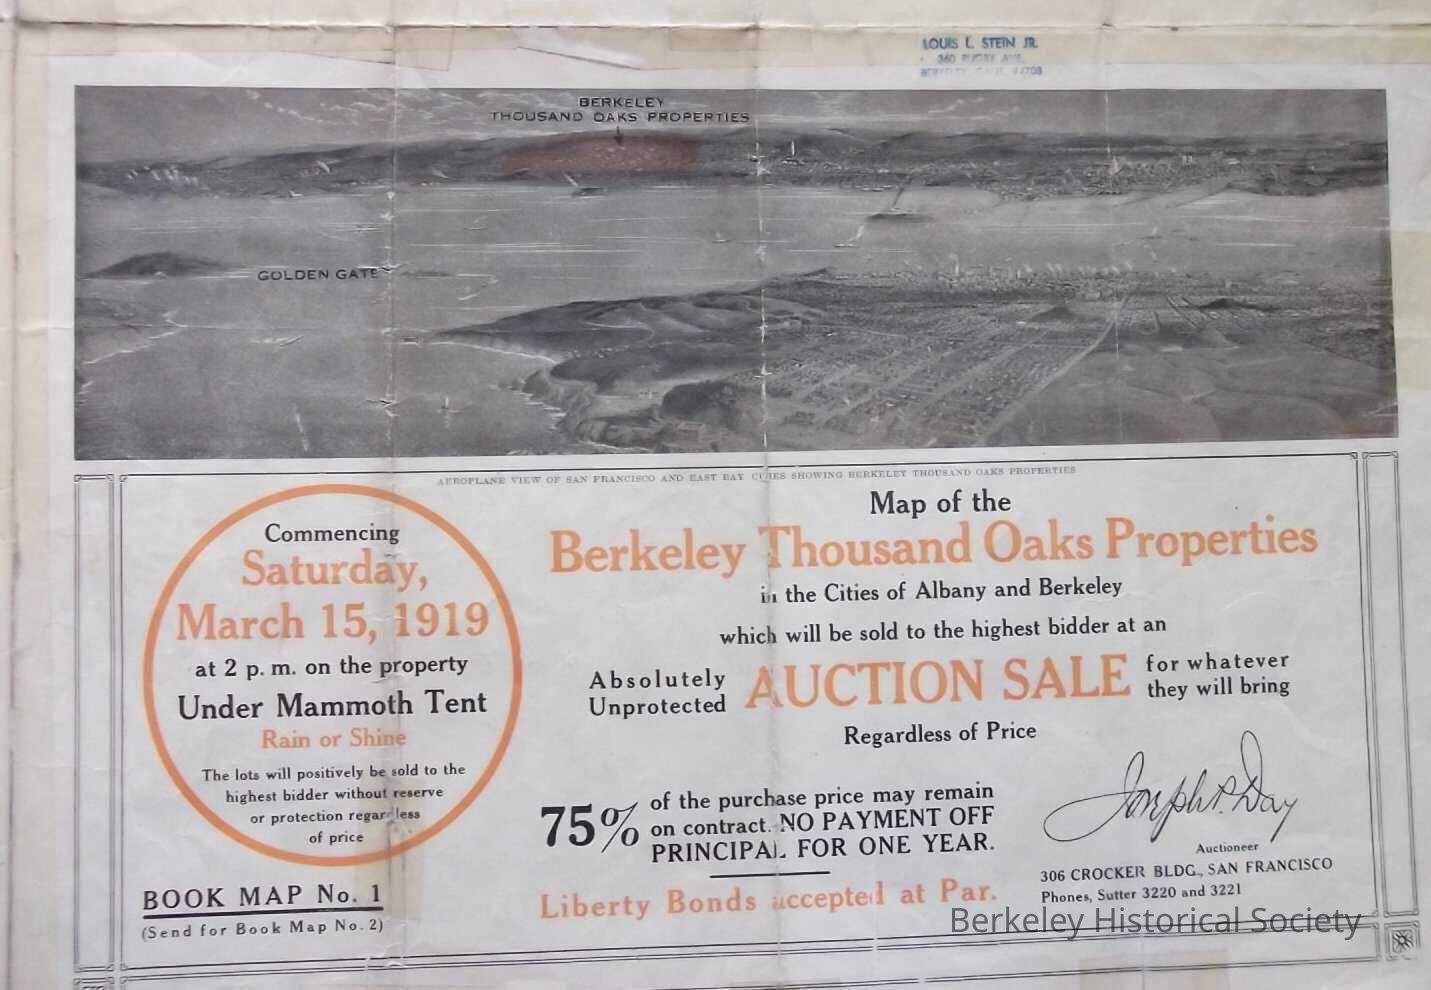 LOUIS L. STEIN JR.
BERKELEY
THOUSAND OAKS PROPERTIES
GOLDEN GATE
AEROPLANE VIEW OF SAN FRANCISCO AND EAST BAY CITIES SHOWING BERKELEY THOUSAND OAKS PROPERTIES
Commencing
Saturday,
March 15, 1919
at 2 p. m. on the property
Under Mammoth Tent
Rain or Shine
The lots will positively be sold to the
highest bidder without reserve
or protection regardless
of price
BOOK MAP No. 1
(Send for Book Map No. 2)
Map of the
Berkeley Thousand Oaks Properties
in the Cities of Albany and Berkeley
which will be sold to the highest bidder at an
Absolutely
Unprotected
AUCTION SALE
for whatever
they will bring
Regardless of Price
75%
of the purchase price may remain
on contract. NO PAYMENT OFF
PRINCIPAL FOR ONE YEAR.
Liberty Bonds accepted at Par.
Joseph P. Day
Auctioneer
306 CROCKER BLDG., SAN FRANCISCO
Phones, Sutter 3220 and 3221
Berkeley Historical Society